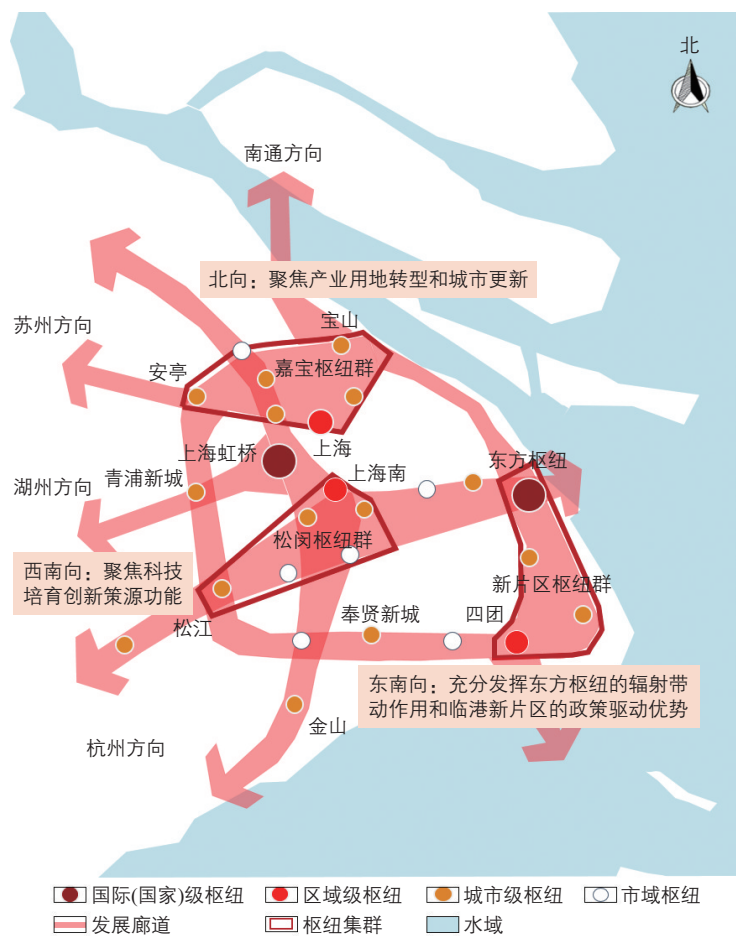 北
南通方向
北向：聚焦产业用地转型和城市更新
苏州方向
宝山
安亭
嘉宝枢纽群
上海
上海虹桥
上海南
东方枢纽
湖州方向
青浦新城
松闵枢纽群
西南向：聚焦科技
培育创新策源功能
新片区枢纽群
松江
奉贤新城
四团
东南向：充分发挥东方枢纽的辐射带
动作用和临港新片区的政策驱动优势
金山
杭州方向
国际(国家)级枢纽 区域级枢纽 城市级枢纽 市域枢纽
发展廊道 枢纽集群 水域